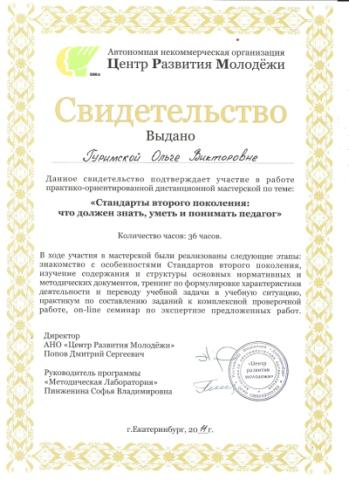 Автономная некоммерческая организация
Центр Развития Молодёжи
Свидетельство
Выдано
Гуримской Ольге Викторовне
Данное свидетельство подтверждает участие в работе
практико-ориентированной дистанционной мастерской по теме:
«Стандарты второго поколения:
что должен знать, уметь и понимать педагог»
Количество часов: 36 часов.
В ходе участия в мастерской были реализованы следующие этапы:
знакомство с особенностями Стандартов второго поколения,
изучение содержания и структуры основных нормативных и
методических документов, тренинг по формулировке характеристики
деятельности и переводу учебной задачи в учебную ситуацию,
практикум по составлению заданий к комплексной проверочной
работе, on-line семинар по экспертизе предложенных работ.
Директор
АНО «Центр Развития Молодёжи»
Попов Дмитрий Сергеевич
Руководитель программы
«Методическая Лаборатория»
Пинженина Софья Владимировна
«Центр
развития
молодежи»
г.Екатеринбург, 2011г.